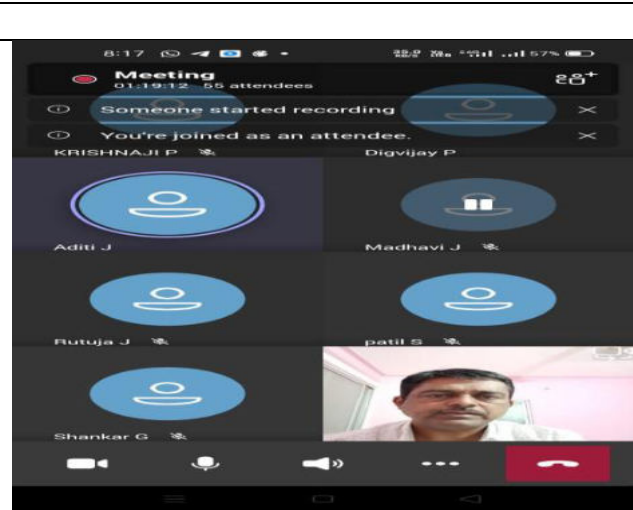 8:17 57%
Meeting
01:19:12 55 attendees
Someone started recording
You're joined as an attendee.
KRISHNAJI P Digvijay P
Aditi J Madhavi J
Rutuja J patil S
Shankar G